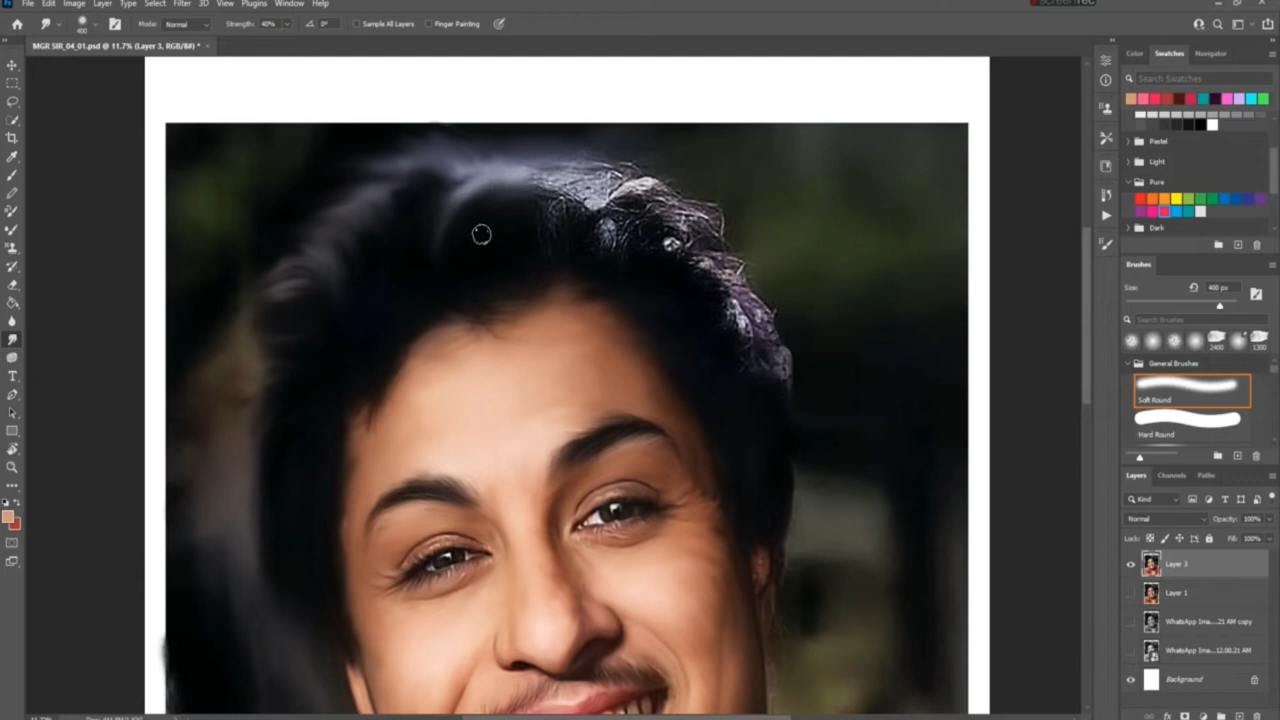 File Edit Image Layer Type Select Filter 3D View Plugins Window Help
400 Mode: Normal Strength: 40% 0° Sample All Layers Finger Painting
MGR SIR_04_01.psd @ 11.7% (Layer 3, RGB/8#) *
Color Swatches Navigator
Search Swatches
Pastel
Light
Pure
Dark
Brushes
Size: 400 px
Search Brushes
2400 1300
General Brushes
Soft Round
Hard Round
Layers Channels Paths
Kind
Normal Opacity: 100%
Lock: Fill: 100%
Layer 3
Layer 1
WhatsApp Ima....21 AM copy
WhatsApp Ima...12.00.21 AM
Background